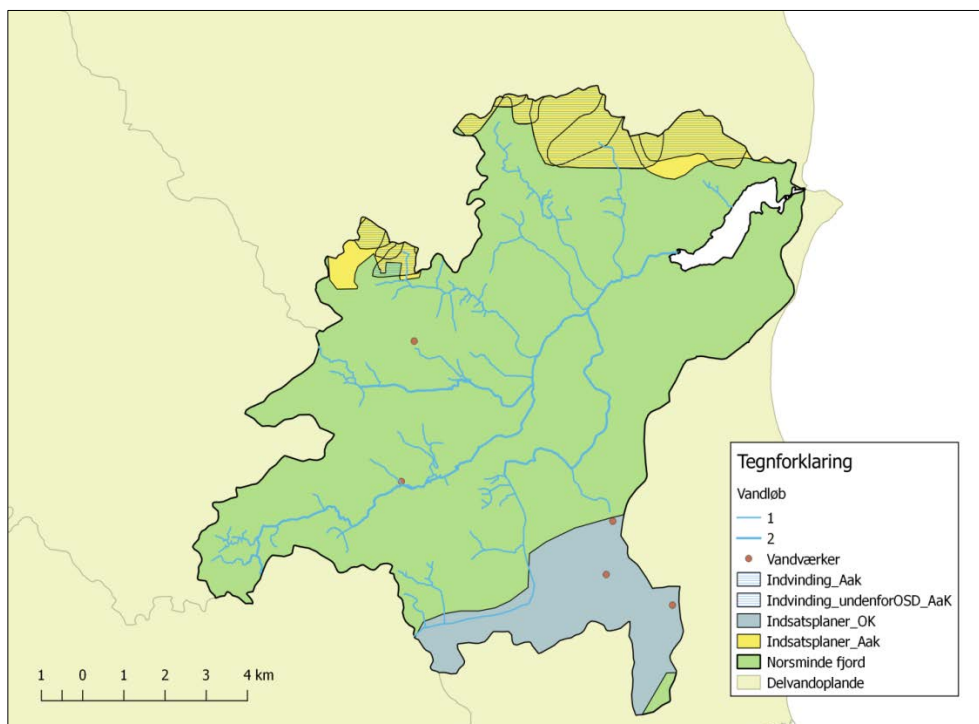 Tegnforklaring
Vandløb
1
2
Vandværker
Indvinding_Aak
Indvinding_undenforOSD_AaK
Indsatsplaner_OK
Indsatsplaner_Aak
Norsminde fjord
Delvandoplande
1 0 1 2 3 4 km